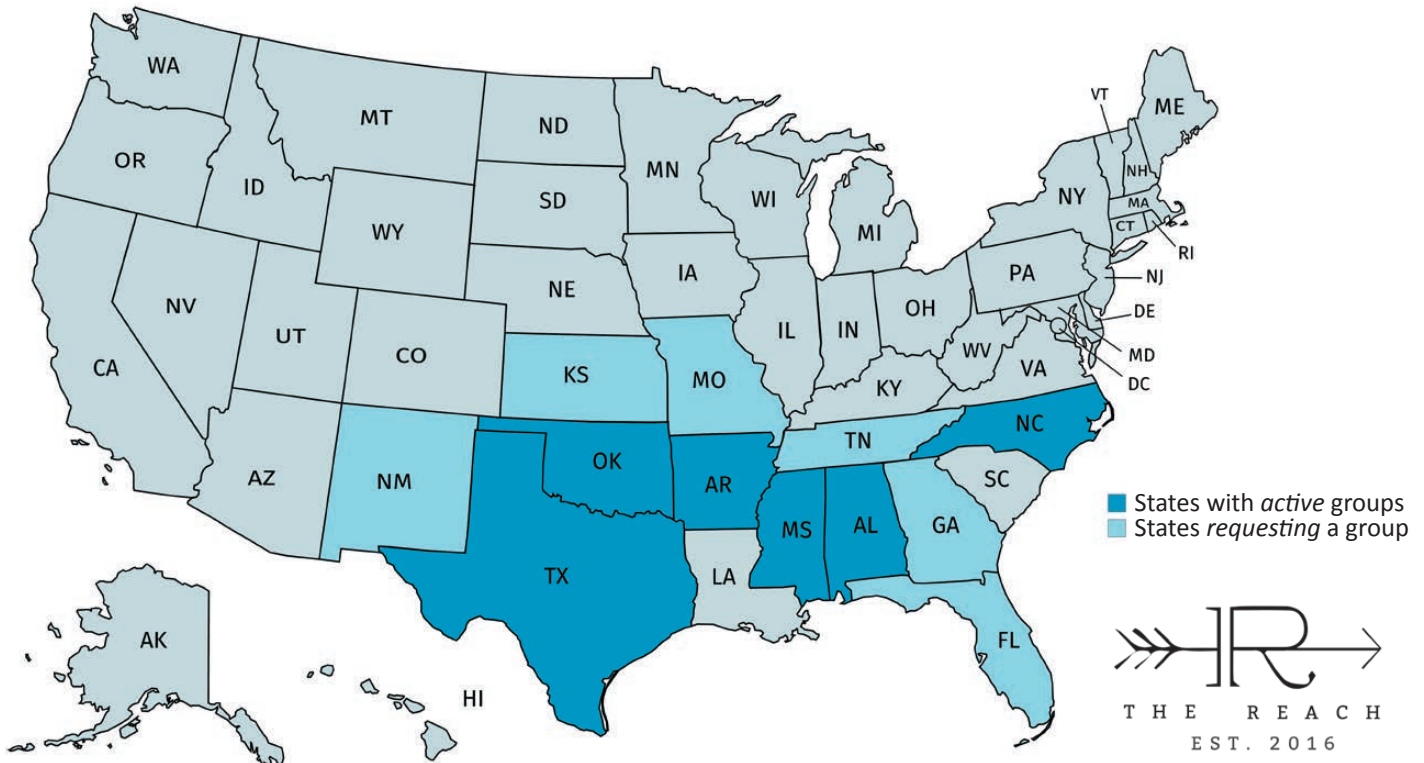 WA
MT
ND
MN
OR
ID
SD
WI
MI
WY
NE
IA
NV
UT
CO
CA
IL
IN
OH
PA
NY
VT
NH
ME
MA
CT
RI
NJ
DE
MD
DC
WV
VA
KY
KS
MO
TN
NC
SC
AZ
NM
OK
AR
MS
AL
GA
TX
LA
FL
AK
HI
States with active groups
States requesting a group
R
THE REACH
EST. 2016